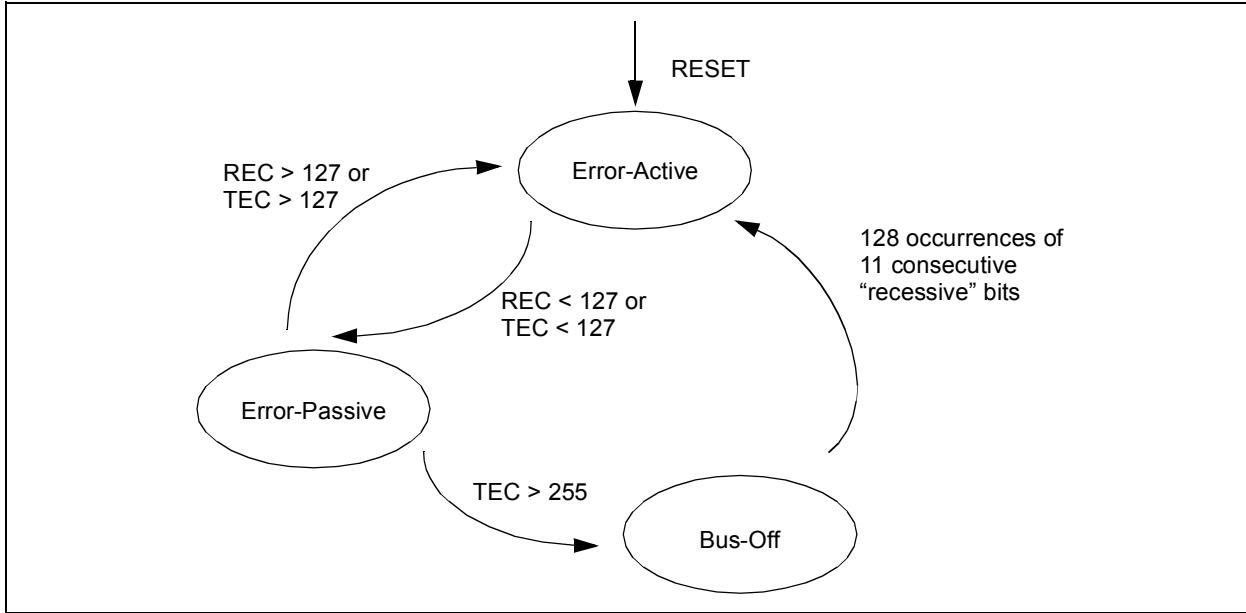 RESET
Error-Active
REC > 127 or
TEC > 127
128 occurrences of
11 consecutive
“recessive” bits
REC < 127 or
TEC < 127
Error-Passive
TEC > 255
Bus-Off